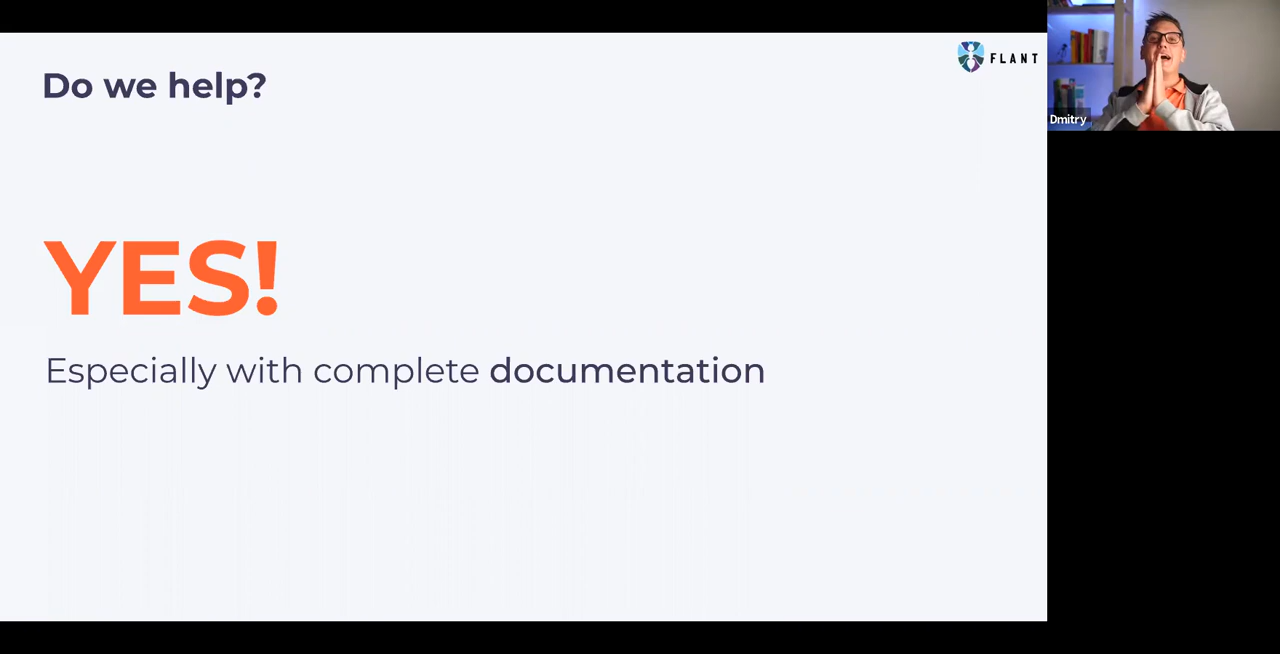 Do we help?
FLANT
Dmitry
YES!
Especially with complete documentation